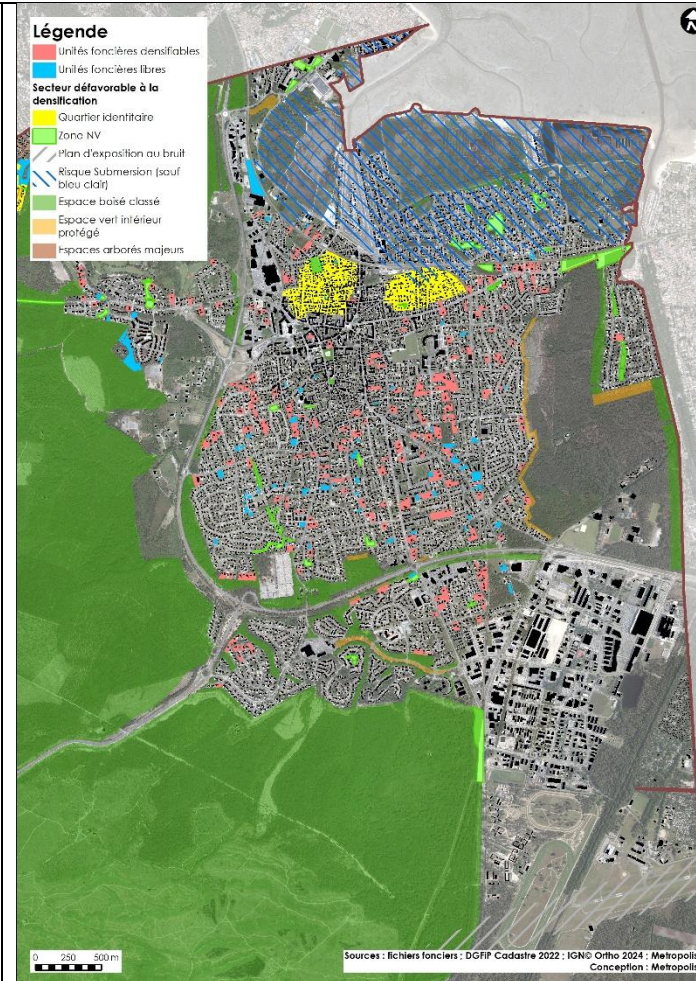 Légende
Unités foncières densifiables
Unités foncières libres
Secteur défavorable à la
densification
Quartier identitaire
Zone NV
Plan d'exposition au bruit
Risque Submersion (sauf
bleu clair)
Espace boisé classé
Espace vert intérieur
protégé
Espaces arborés majeurs
0 250 500 m
Sources : fichiers fonciers ; DGFiP Cadastre 2022 ; IGN© Ortho 2024 ; Metropolis
Conception : Metropolis